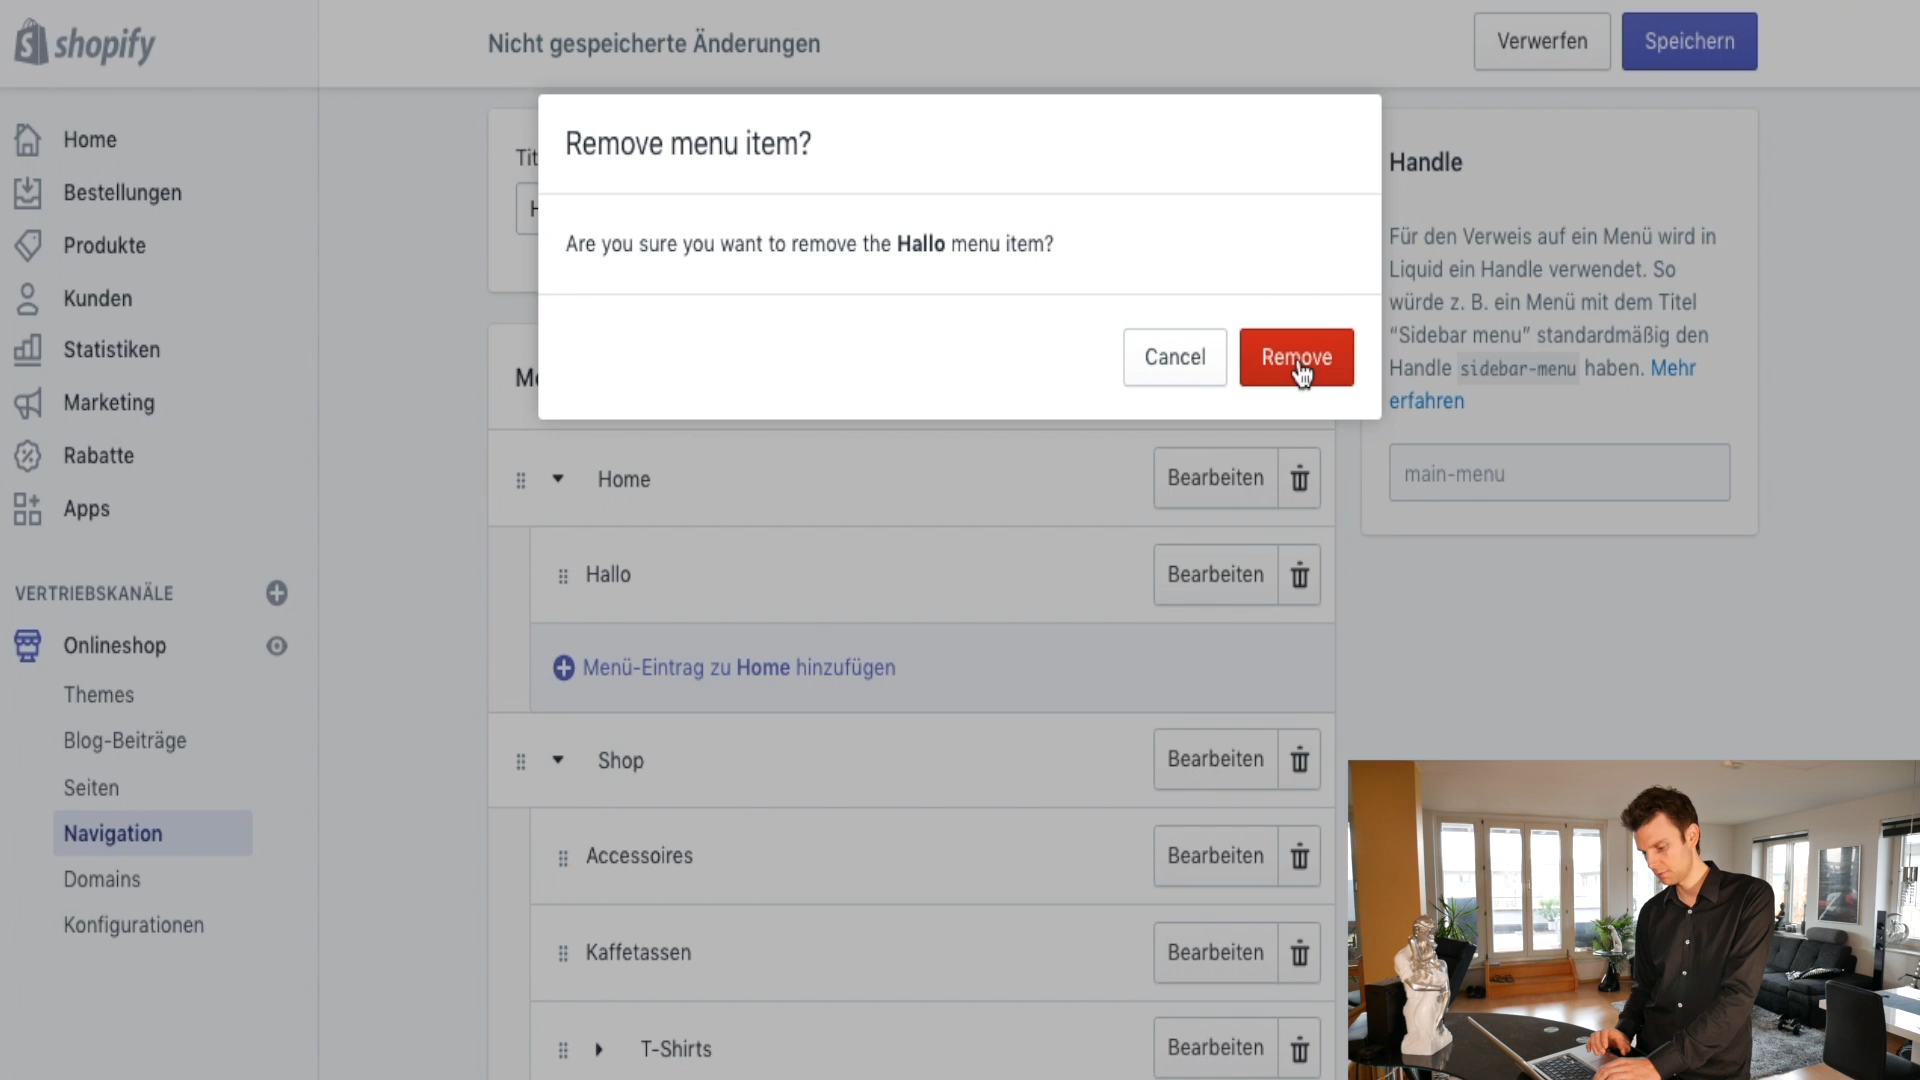 shopify
Nicht gespeicherte Änderungen
Verwerfen
Speichern
Home
Bestellungen
Produkte
Kunden
Statistiken
Marketing
Rabatte
Apps
VERTRIEBSKANÄLE
Onlineshop
Themes
Blog-Beiträge
Seiten
Navigation
Domains
Konfigurationen
Remove menu item?
Are you sure you want to remove the Hallo menu item?
Cancel
Remove
Handle
Für den Verweis auf ein Menü wird in
Liquid ein Handle verwendet. So
würde z. B. ein Menü mit dem Titel
“Sidebar menu” standardmäßig den
Handle sidebar-menu haben. Mehr
erfahren
main-menu
Home
Bearbeiten
Hallo
Bearbeiten
Menü-Eintrag zu Home hinzufügen
Shop
Bearbeiten
Accessoires
Bearbeiten
Kaffetassen
Bearbeiten
T-Shirts
Bearbeiten